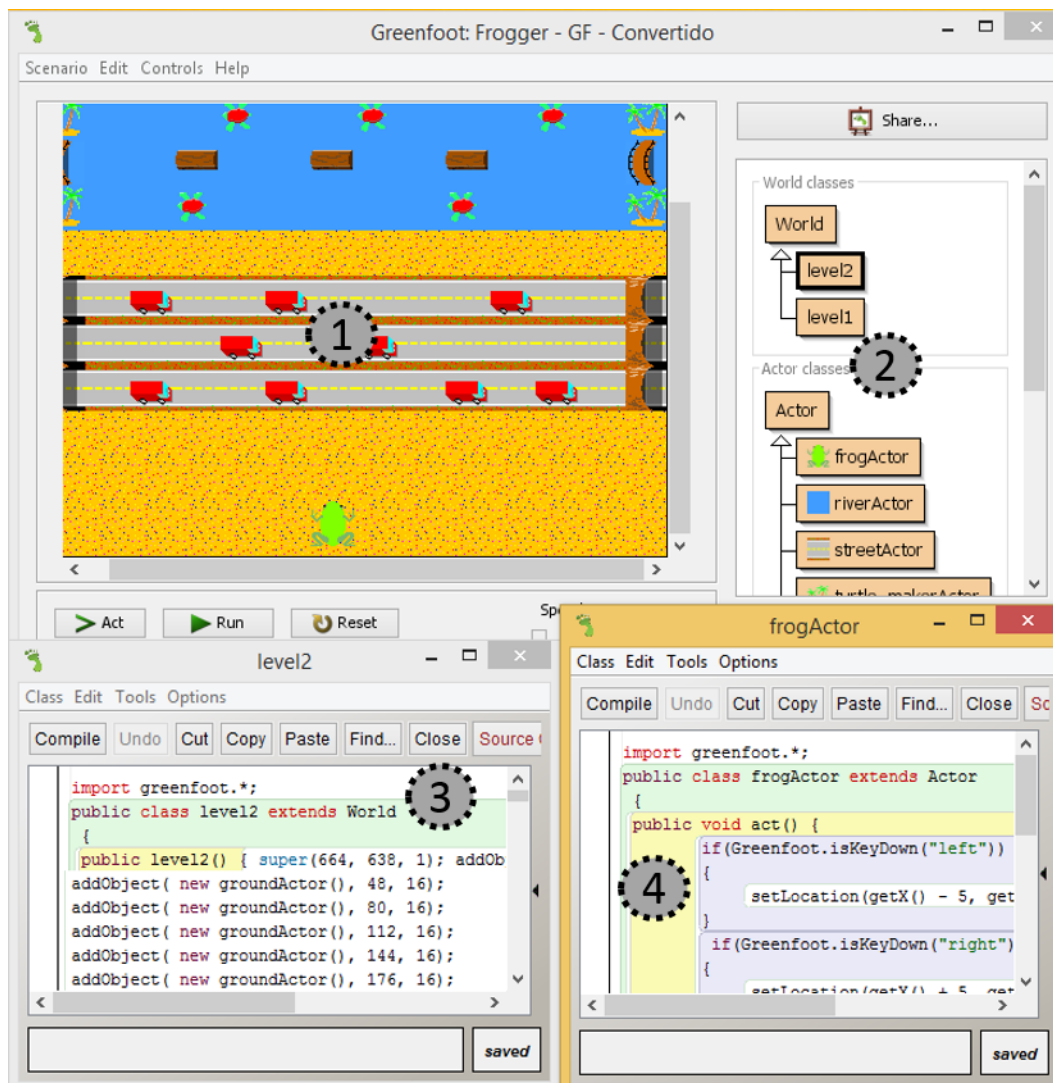 Greenfoot: Frogger - GF - Convertido
Scenario Edit Controls Help
Share...
World classes
World
level2
level1
1
2
Actor classes
Actor
frogActor
riverActor
streetActor
turtle_makerActor
Act
Run
Reset
level2
Class Edit Tools Options
Compile Undo Cut Copy Paste Find... Close Source
3
import greenfoot.*;
public class level2 extends World
{
public level2() { super(664, 638, 1); addOb
addObject( new groundActor(), 48, 16);
addObject( new groundActor(), 80, 16);
addObject( new groundActor(), 112, 16);
addObject( new groundActor(), 144, 16);
addObject( new groundActor(), 176, 16);
saved
frogActor
Class Edit Tools Options
Compile Undo Cut Copy Paste Find... Close
import greenfoot.*;
public class frogActor extends Actor
{
public void act() {
if(Greenfoot.isKeyDown("left"))
{
4
setLocation(getX() - 5, get
}
if(Greenfoot.isKeyDown("right")
{
setLocation(getX() + 5, get
saved